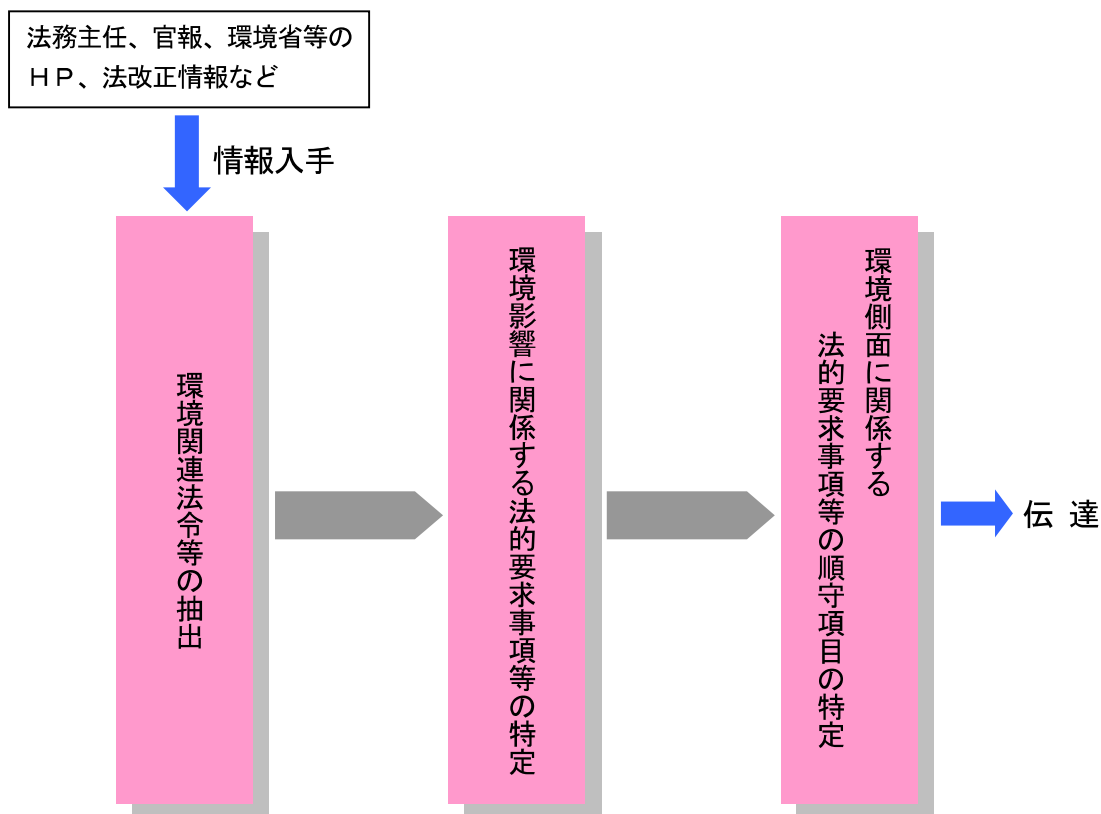 法務主任、官報、環境省等の
HP、法改正情報など
情報入手
環境関連法令等の抽出
環境影響に関係する法的要求事項等の特定
環境側面に関係する
法的要求事項等の順守項目の特定
伝 達